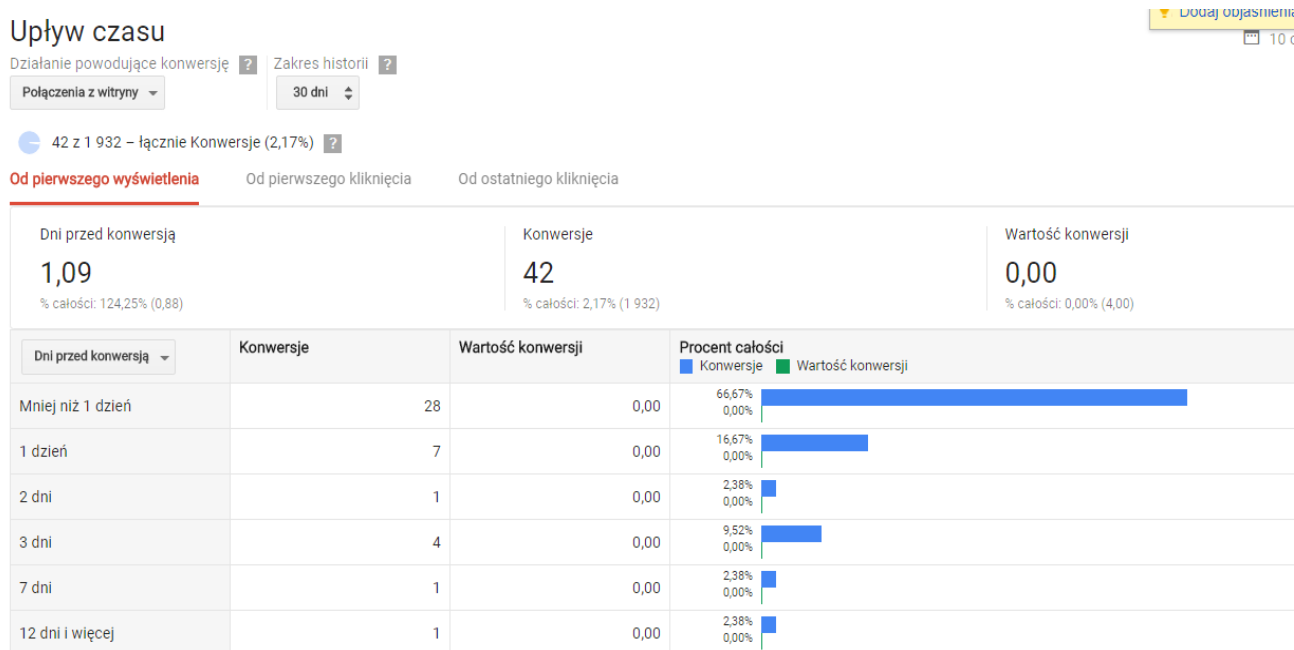 Dodaj objaśnienia
Upływ czasu
10
Działanie powodujące konwersję ? Zakres historii ?
Połączenia z witryny 30 dni
42 z 1 932 – łącznie Konwersje (2,17%) ?
Od pierwszego wyświetlenia Od pierwszego kliknięcia Od ostatniego kliknięcia
Dni przed konwersją Konwersje Wartość konwersji
1,09 42 0,00
% całości: 124,25% (0,88) % całości: 2,17% (1 932) % całości: 0,00% (4,00)
Dni przed konwersją Konwersje Wartość konwersji Procent całości
Konwersje Wartość konwersji
Mniej niż 1 dzień 28 0,00 66,67%
0,00%
1 dzień 7 0,00 16,67%
0,00%
2 dni 1 0,00 2,38%
0,00%
3 dni 4 0,00 9,52%
0,00%
7 dni 1 0,00 2,38%
0,00%
12 dni i więcej 1 0,00 2,38%
0,00%